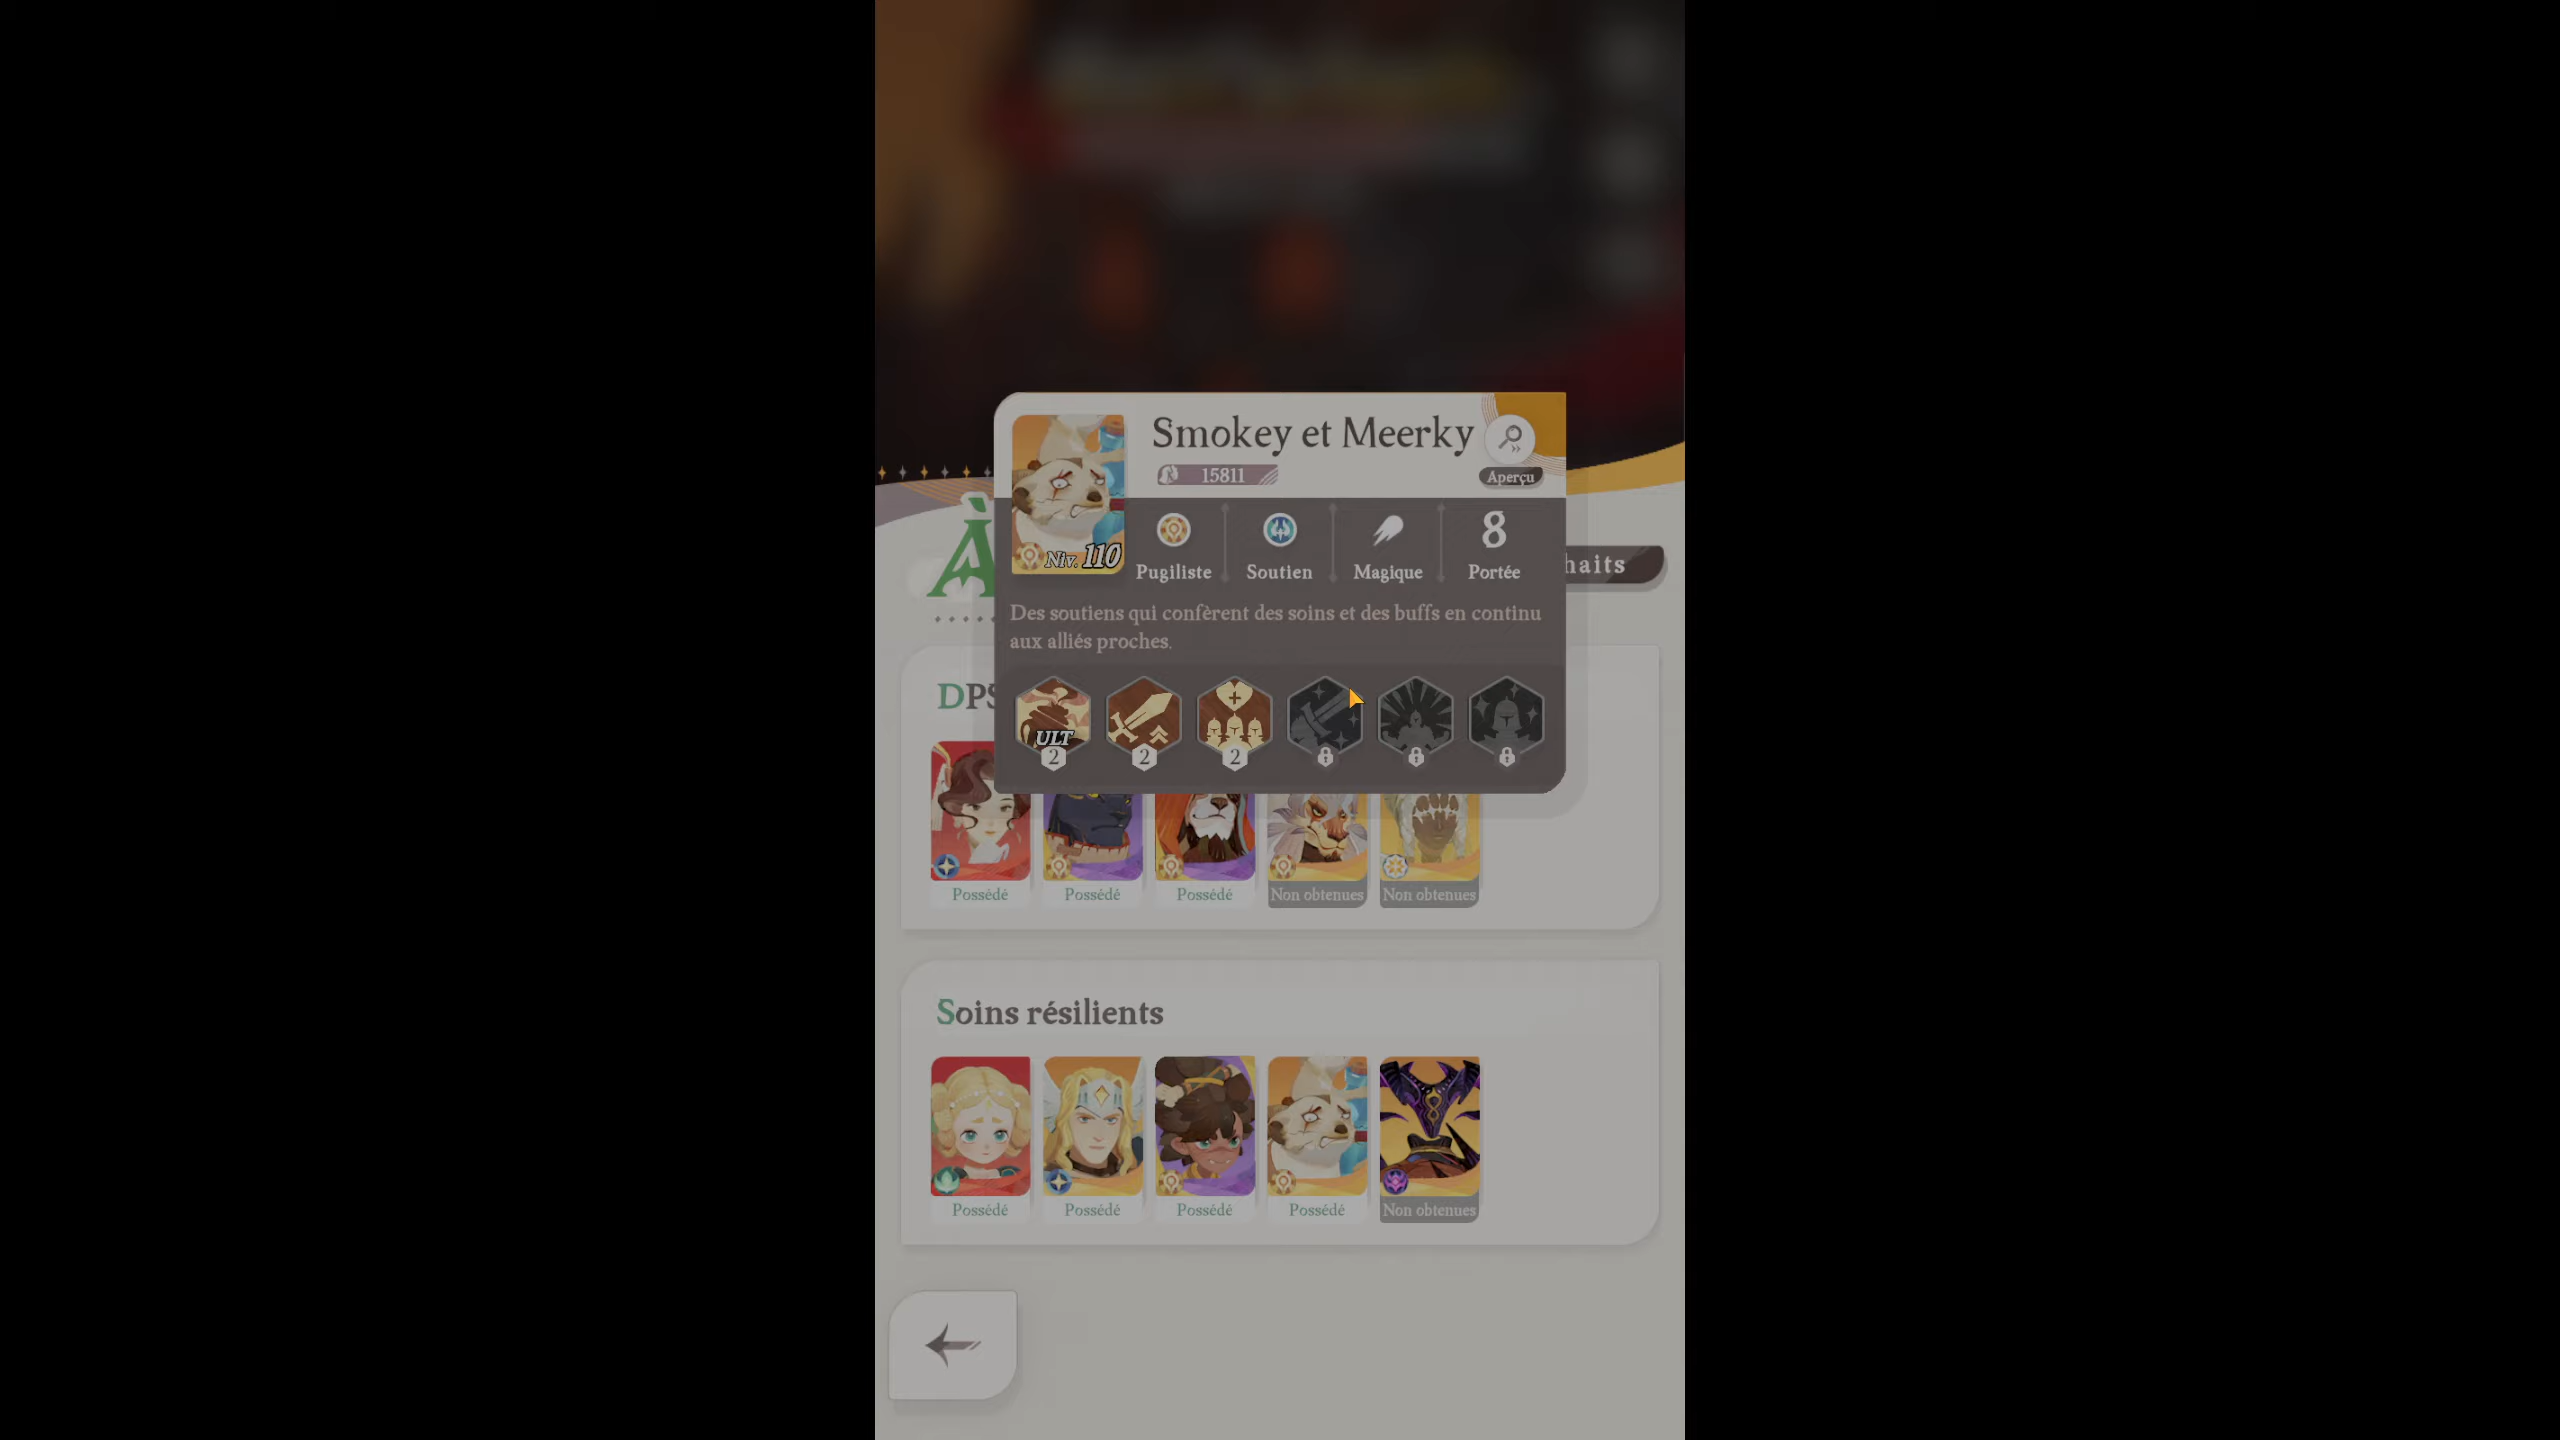 Smokey et Meerky
15811
Aperçu
Niv. 110
Pugiliste
Soutien
Magique
8
Portée
Des soutiens qui confèrent des soins et des buffs en continu
aux alliés proches.
ULT
2
2
2
À
haits
DPS
Possédé
Possédé
Possédé
Non obtenues
Non obtenues
Soins résilients
Possédé
Possédé
Possédé
Possédé
Non obtenues